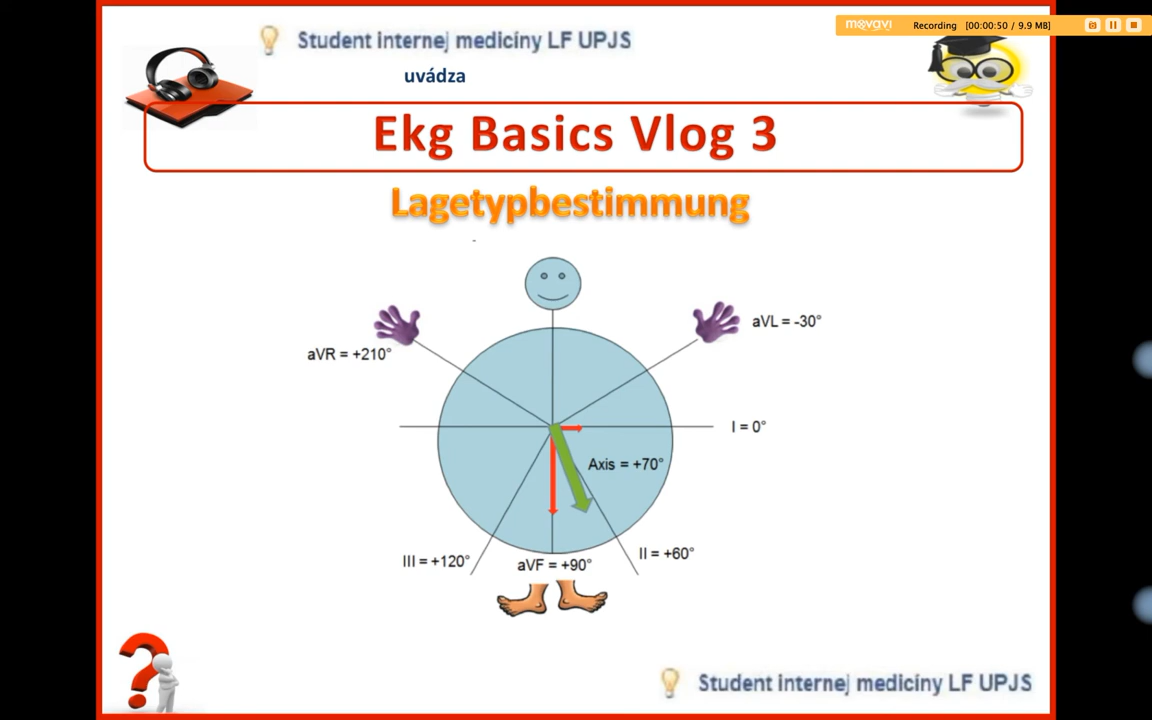 Student internej medicíny LF UPJS
movavi
Recording [00:00:50 / 9.9 MB]
uvádza
Ekg Basics Vlog 3
Lagetypbestimmung
aVL = -30°
aVR = +210°
I = 0°
Axis = +70°
III = +120°
aVF = +90°
II = +60°
Student internej medicíny LF UPJS